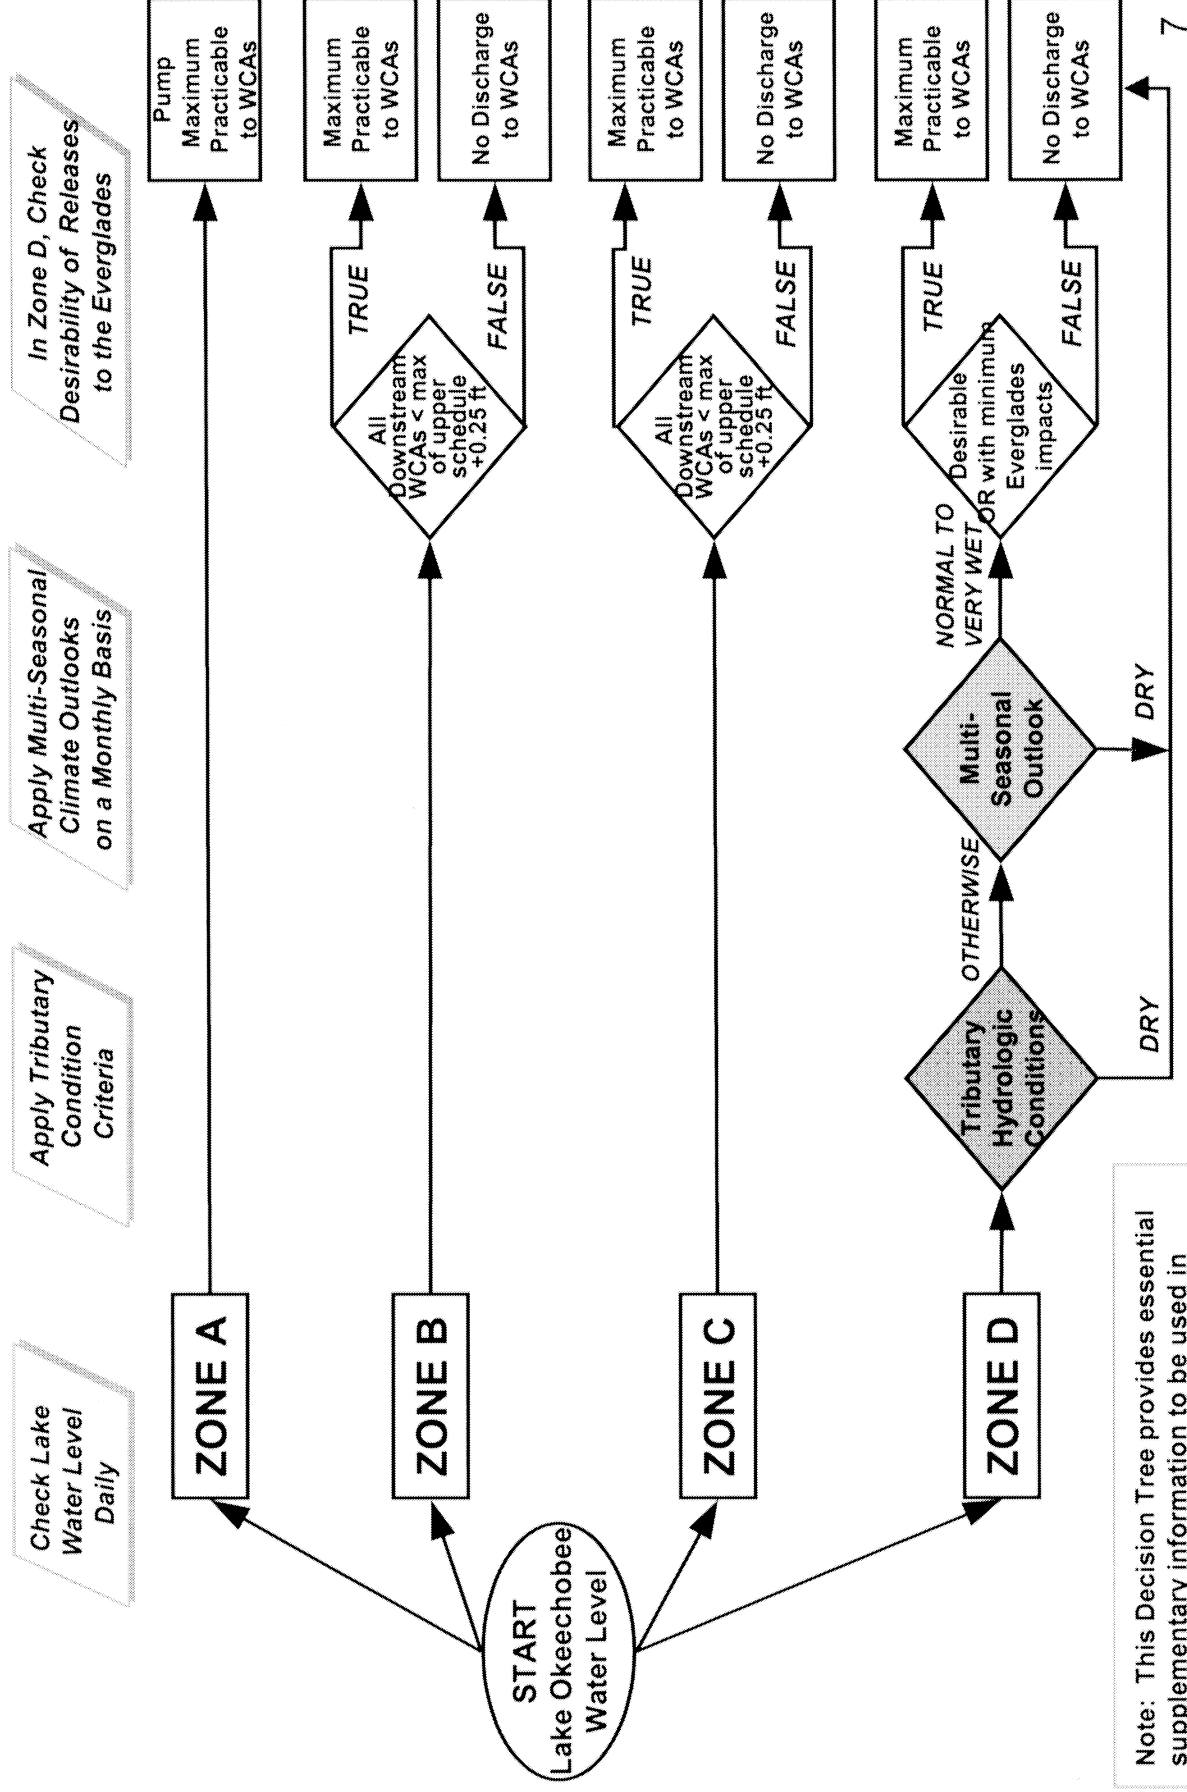 Check Lake
Water Level
Daily
Apply Tributary
Condition
Criteria
Apply Multi-Seasonal
Climate Outlooks
on a Monthly Basis
In Zone D, Check
Desirability of Releases
to the Everglades
START
Lake Okeechobee
Water Level
ZONE A
Pump
Maximum
Practicable
to WCAs
ZONE B
All
Downstream
WCAs < max
of upper
schedule
+0.25 ft
TRUE
Maximum
Practicable
to WCAs
FALSE
No Discharge
to WCAs
ZONE C
All
Downstream
WCAs < max
of upper
schedule
+0.25 ft
TRUE
Maximum
Practicable
to WCAs
FALSE
No Discharge
to WCAs
ZONE D
Tributary
Hydrologic
Conditions
OTHERWISE
DRY
Multi-
Seasonal
Outlook
NORMAL TO
VERY WET
DRY
Desirable
OR with minimum
Everglades
impacts
TRUE
Maximum
Practicable
to WCAs
FALSE
No Discharge
to WCAs
Note: This Decision Tree provides essential
supplementary information to be used in
7